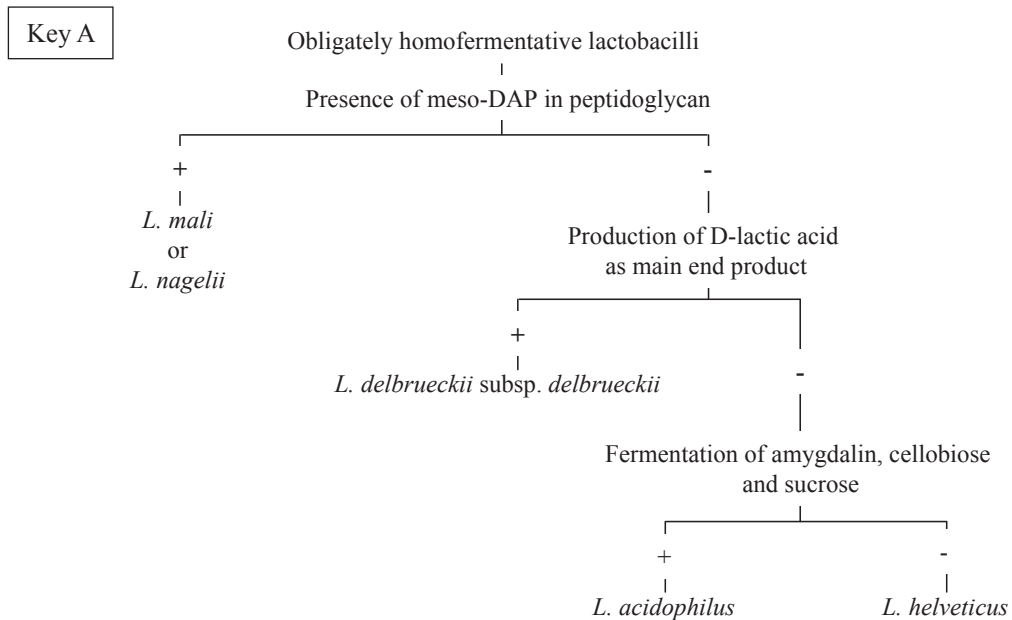 Key A
Obligately homofermentative lactobacilli
Presence of meso-DAP in peptidoglycan
+
-
L. mali
or
L. nagelii
Production of D-lactic acid
as main end product
+
-
L. delbrueckii subsp. delbrueckii
Fermentation of amygdalin, cellobiose
and sucrose
+
-
L. acidophilus
L. helveticus